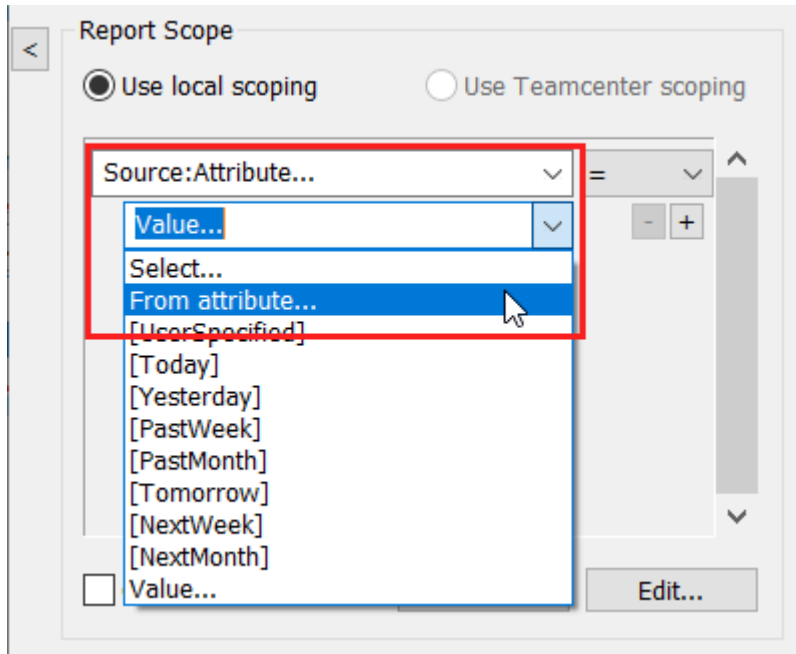 Report Scope
<
Use local scoping Use Teamcenter scoping
Source:Attribute... =
Value... - +
Select...
From attribute...
[UserSpecified]
[Today]
[Yesterday]
[PastWeek]
[PastMonth]
[Tomorrow]
[NextWeek]
[NextMonth]
Value... Edit...